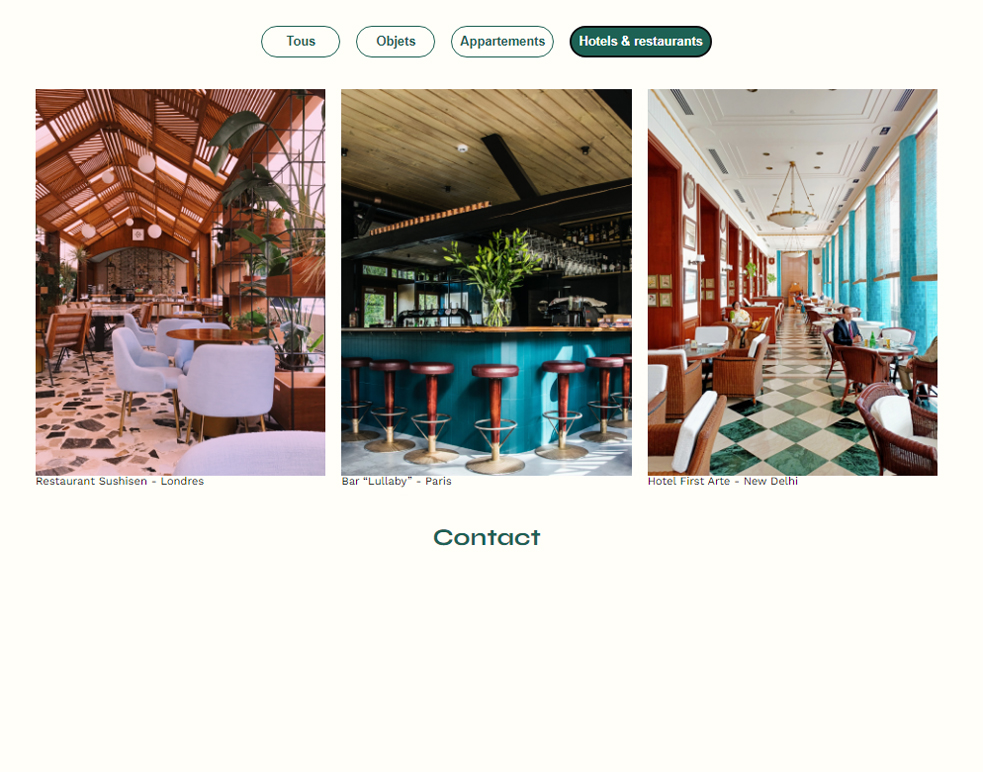 Tous
Objets
Appartements
Hotels & restaurants
Restaurant Sushisen - Londres
Bar “Lullaby” - Paris
Hotel First Arte - New Delhi
Contact